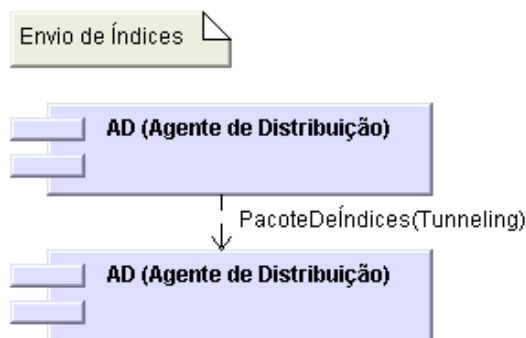 Envio de Índices
AD (Agente de Distribuição)
PacoteDeÍndices(Tunneling)
AD (Agente de Distribuição)